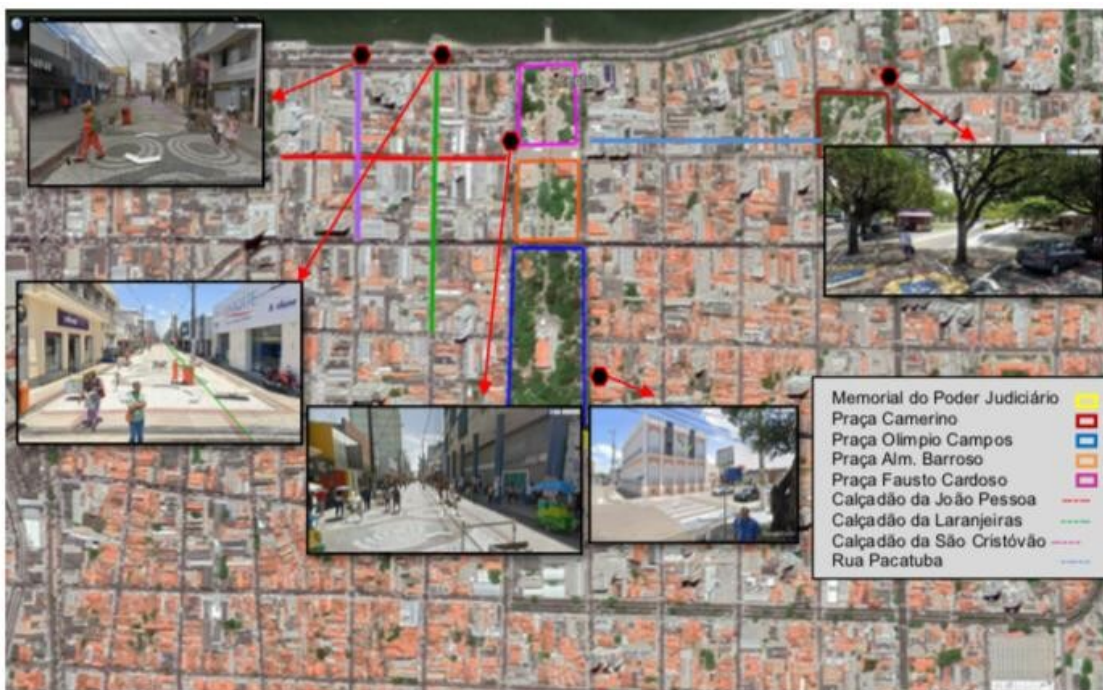 Memorial do Poder Judiciário
Praça Camerino
Praça Olimpio Campos
Praça Alm. Barroso
Praça Fausto Cardoso
Calçadão da João Pessoa
Calçadão da Laranjeiras
Calçadão da São Cristóvão
Rua Pacatuba